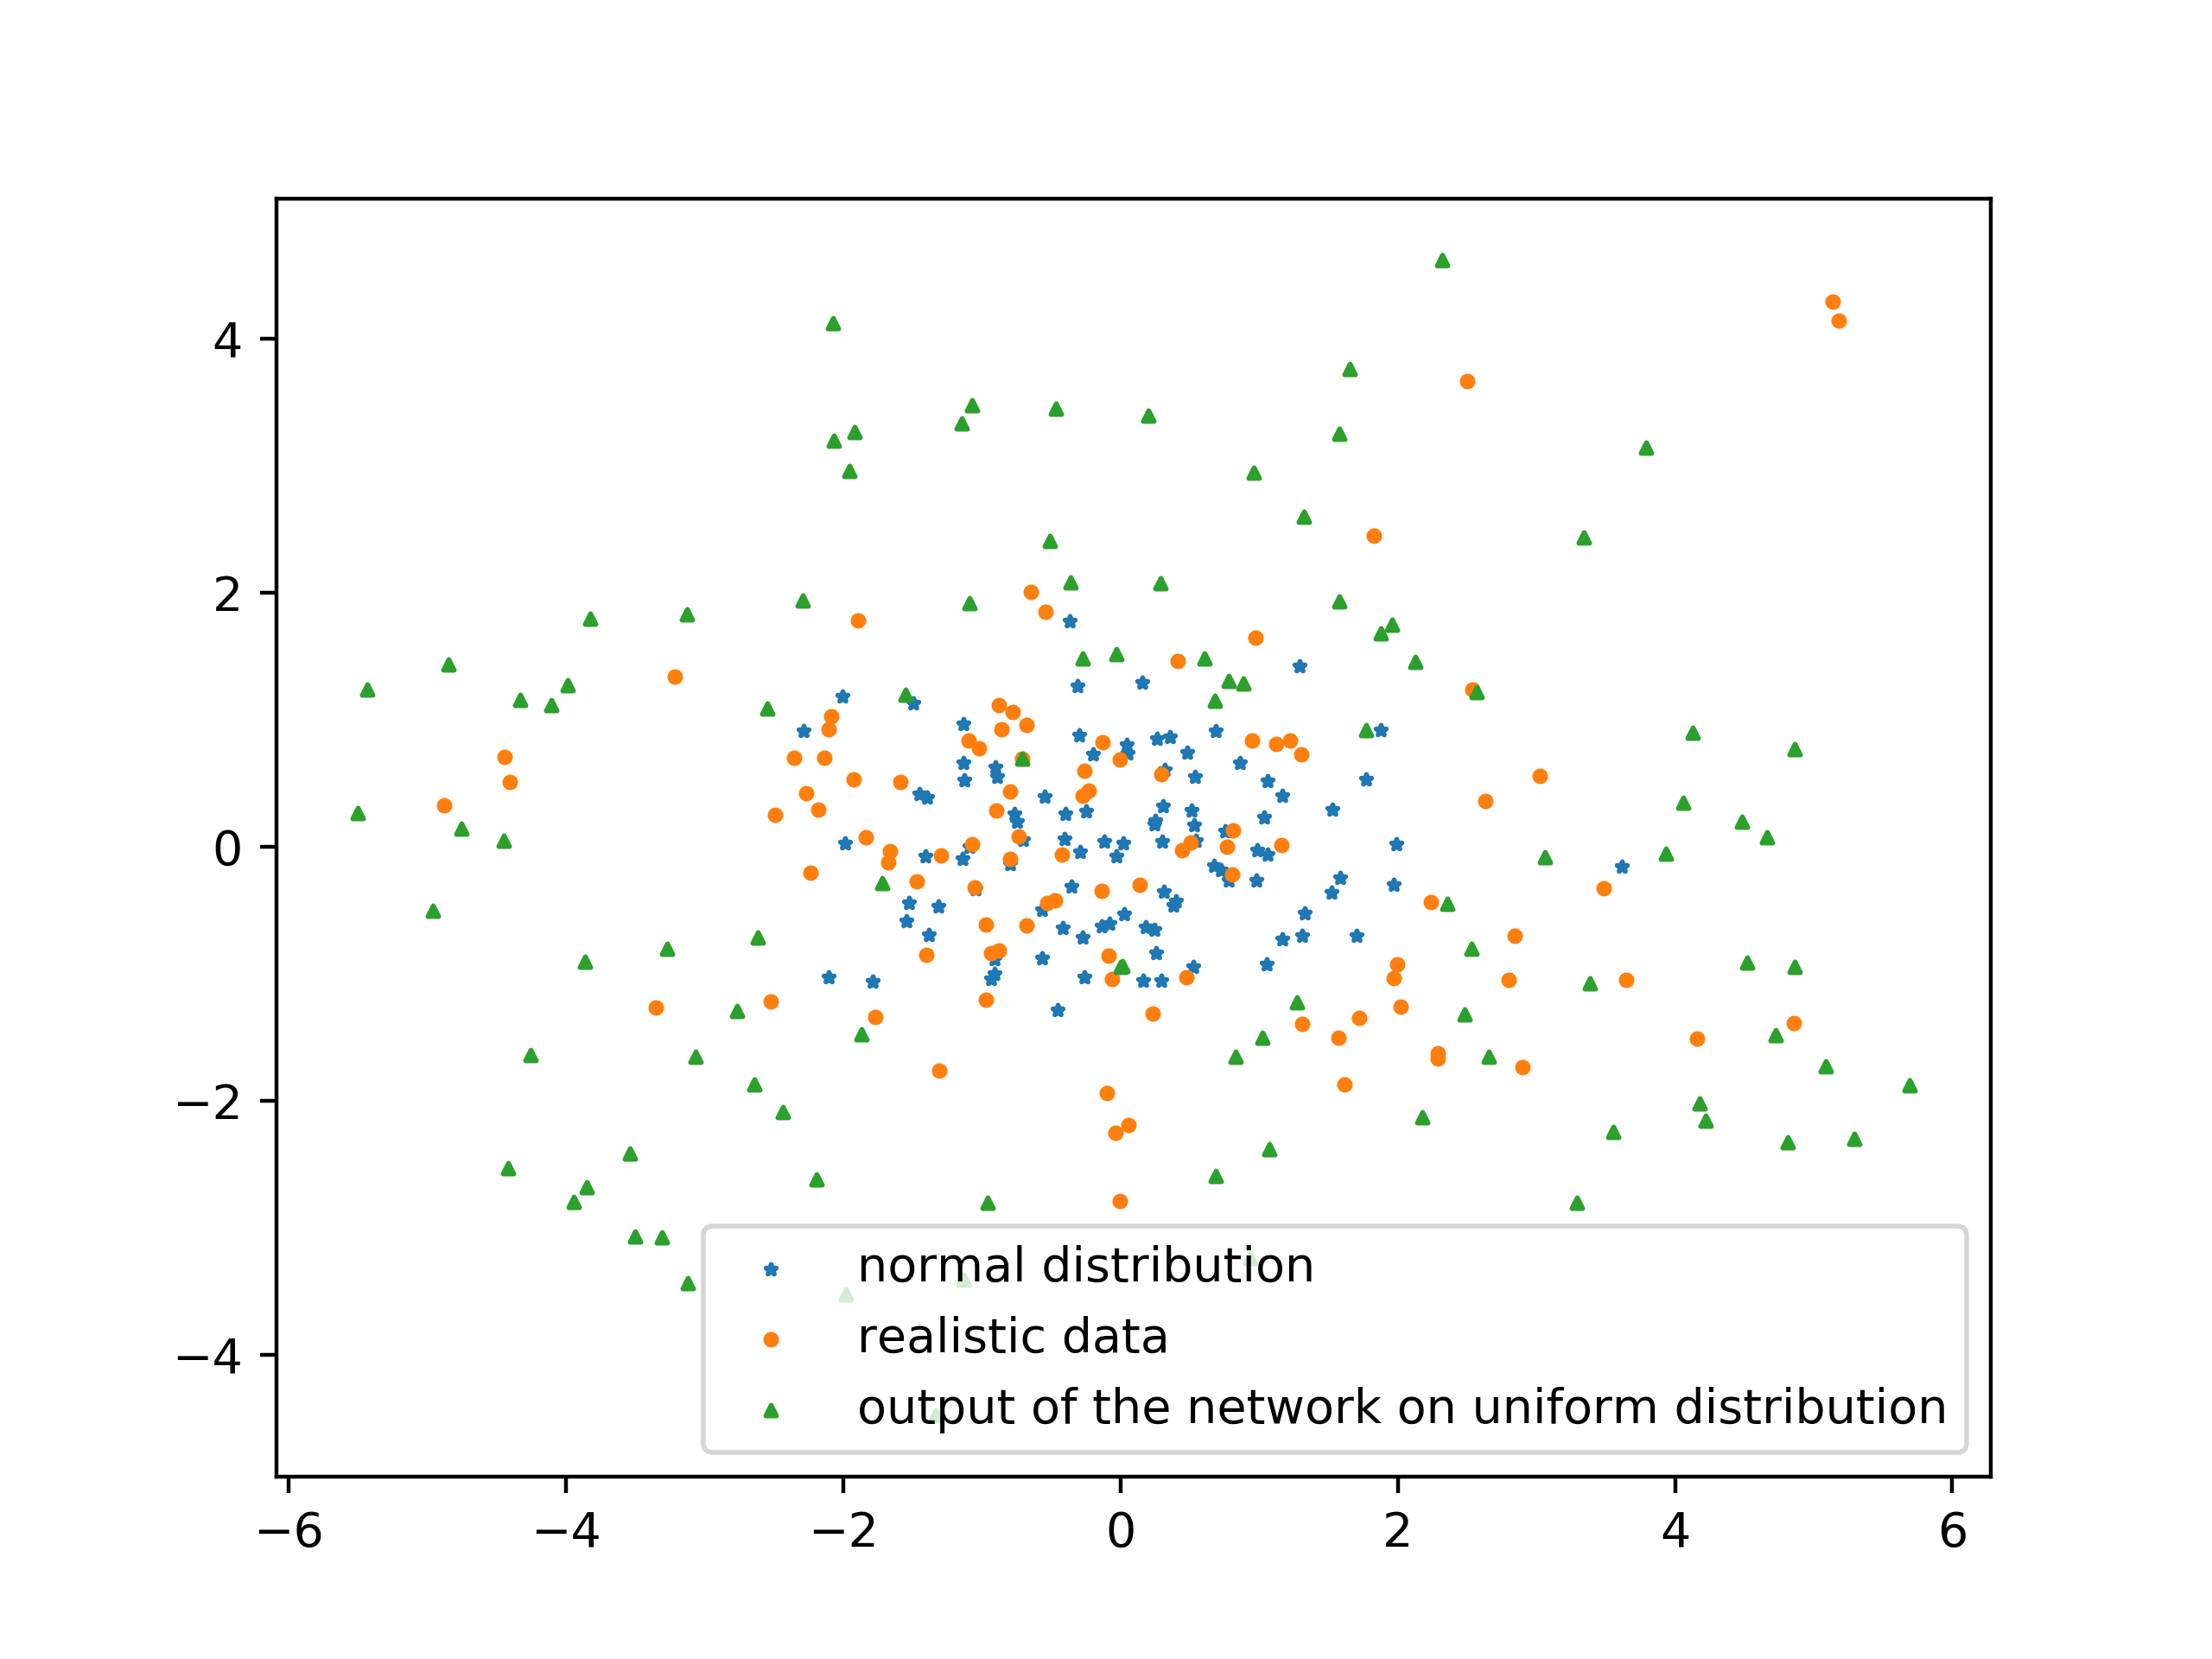 4
2
0
−2
−4
normal distribution
realistic data
output of the network on uniform distribution
−6 −4 −2 0 2 4 6